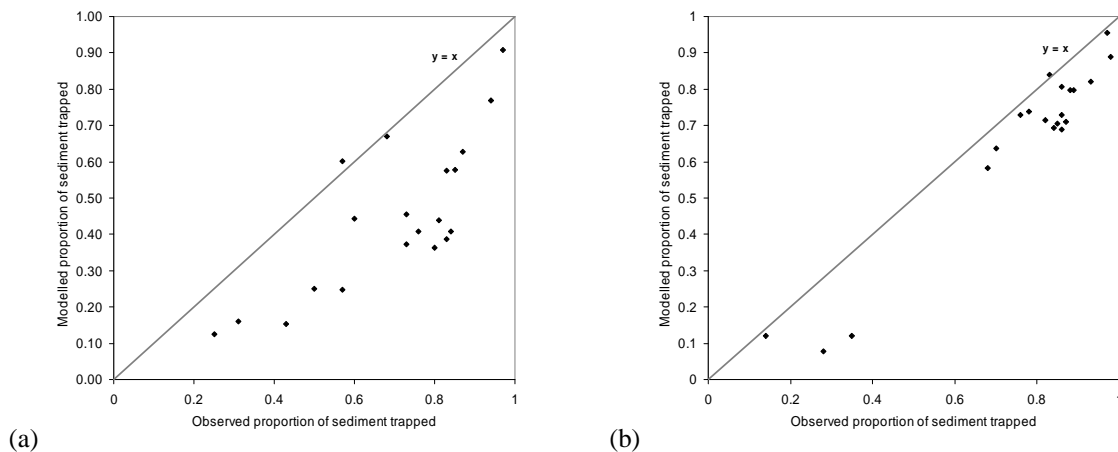 1.00
0.90
0.80
0.70
0.60
0.50
0.40
0.30
0.20
0.10
0.00
Modelled proportion of sediment trapped
y = x
0 0.2 0.4 0.6 0.8 1
Observed proportion of sediment trapped
(a)
1
0.9
0.8
0.7
0.6
0.5
0.4
0.3
0.2
0.1
0
Modelled proportion of sediment trapped
y = x
0 0.2 0.4 0.6 0.8 1
Observed proportion of sediment trapped
(b)